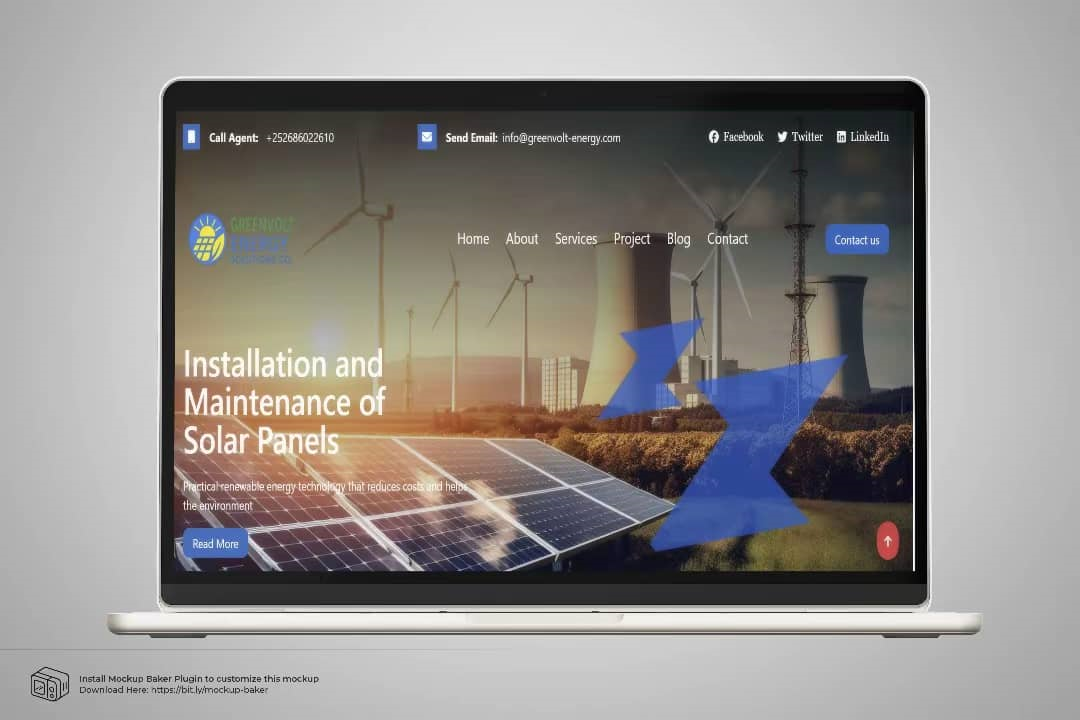 Call Agent: +252686022610
Send Email: info@greenvolt-energy.com
Facebook Twitter LinkedIn
GREENVOLT
ENERGY
SOLUTIONS CO.
Home About Services Project Blog Contact
Contact us
Installation and
Maintenance of
Solar Panels
Practical renewable energy technology that reduces costs and helps
the environment
Read More
Install Mockup Baker Plugin to customize this mockup
Download Here: https://bit.ly/mockup-baker